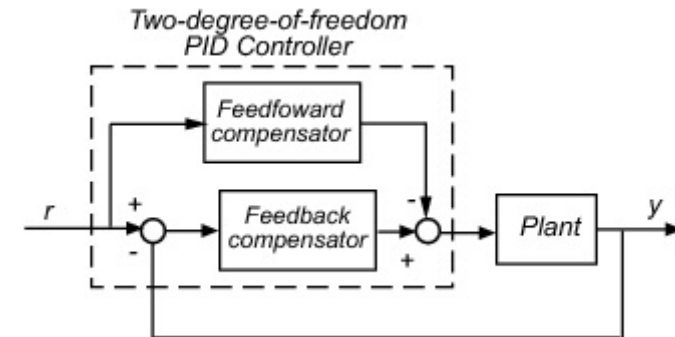 Two-degree-of-freedom
PID Controller
Feedfoward
compensator
r
+
-
Feedback
compensator
-
+
Plant
y